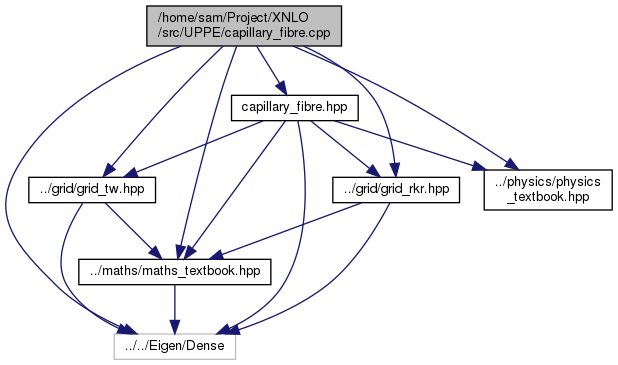 /home/sam/Project/XNLO
/src/UPPE/capillary_fibre.cpp
capillary_fibre.hpp
../grid/grid_tw.hpp
../grid/grid_rkr.hpp
../physics/physics
_textbook.hpp
../maths/maths_textbook.hpp
../../Eigen/Dense